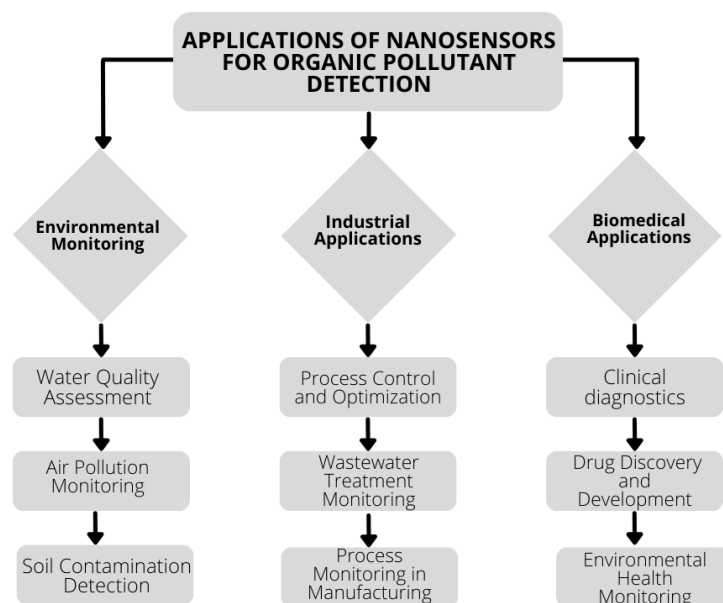 APPLICATIONS OF NANOSENSORS
FOR ORGANIC POLLUTANT
DETECTION
Environmental
Monitoring
Industrial
Applications
Biomedical
Applications
Water Quality
Assessment
Process Control
and Optimization
Clinical
diagnostics
Air Pollution
Monitoring
Wastewater
Treatment
Monitoring
Drug Discovery
and
Development
Soil Contamination
Detection
Process
Monitoring in
Manufacturing
Environmental
Health
Monitoring